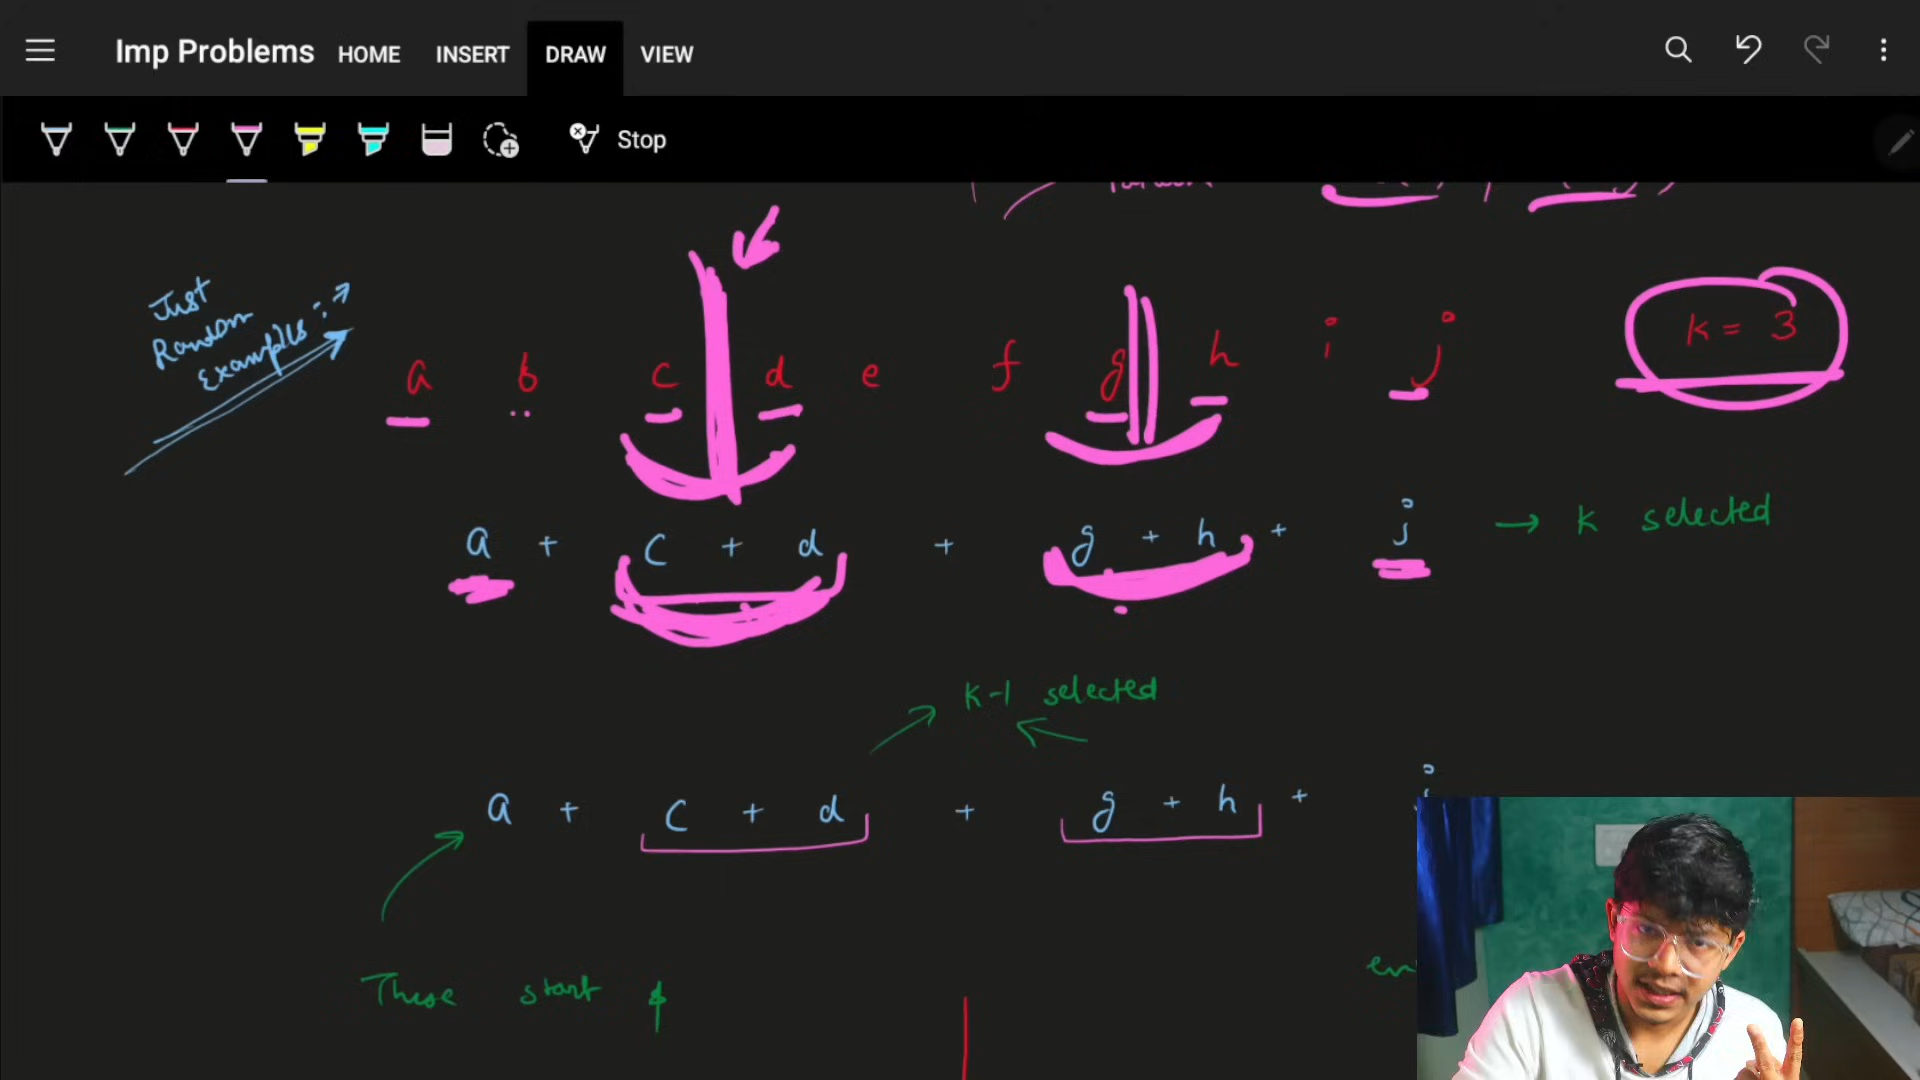 Imp Problems HOME INSERT DRAW VIEW
Stop
Just
Random
Examples :
a b c d e f g h i j k = 3
a + c + d + g + h + j → k selected
k-1 selected
a + c + d + g + h +
These start &